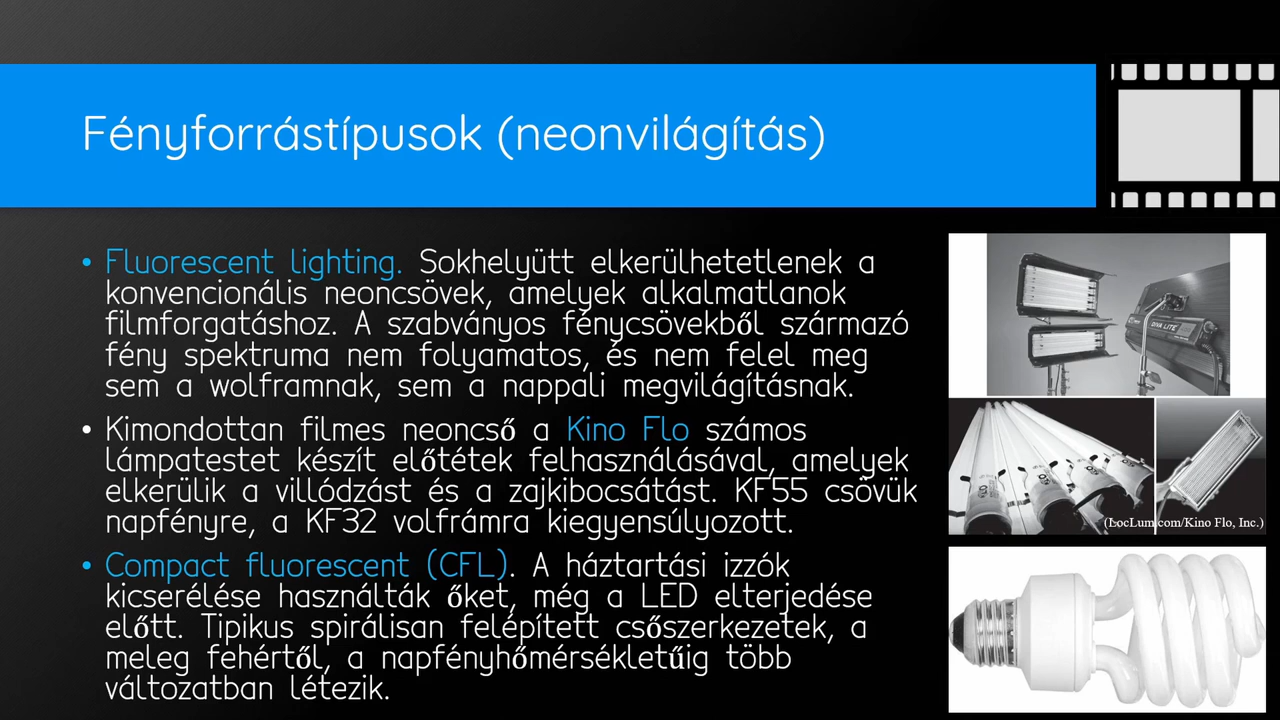 Fényforrástípusok (neonvilágítás)
• Fluorescent lighting. Sokhelyütt elkerülhetetlenek a
konvencionális neoncsövek, amelyek alkalmatlanok
filmforgatáshoz. A szabványos fénycsövekből származó
fény spektruma nem folyamatos, és nem felel meg
sem a wolframnak, sem a nappali megvilágításnak.
• Kimondottan filmes neoncső a Kino Flo számos
lámpatestet készít előtétek felhasználásával, amelyek
elkerülik a villódzást és a zajkibocsátást. KF55 csövük
napfényre, a KF32 volfrámra kiegyensúlyozott.
• Compact fluorescent (CFL). A háztartási izzók
kicserélése használták őket, még a LED elterjedése
előtt. Tipikus spirálisan felépített csőszerkezetek, a
meleg fehértől, a napfényhőmérsékletűig több
változatban létezik.
DIVA LITE
(LocLum.com/Kino Flo, Inc.)